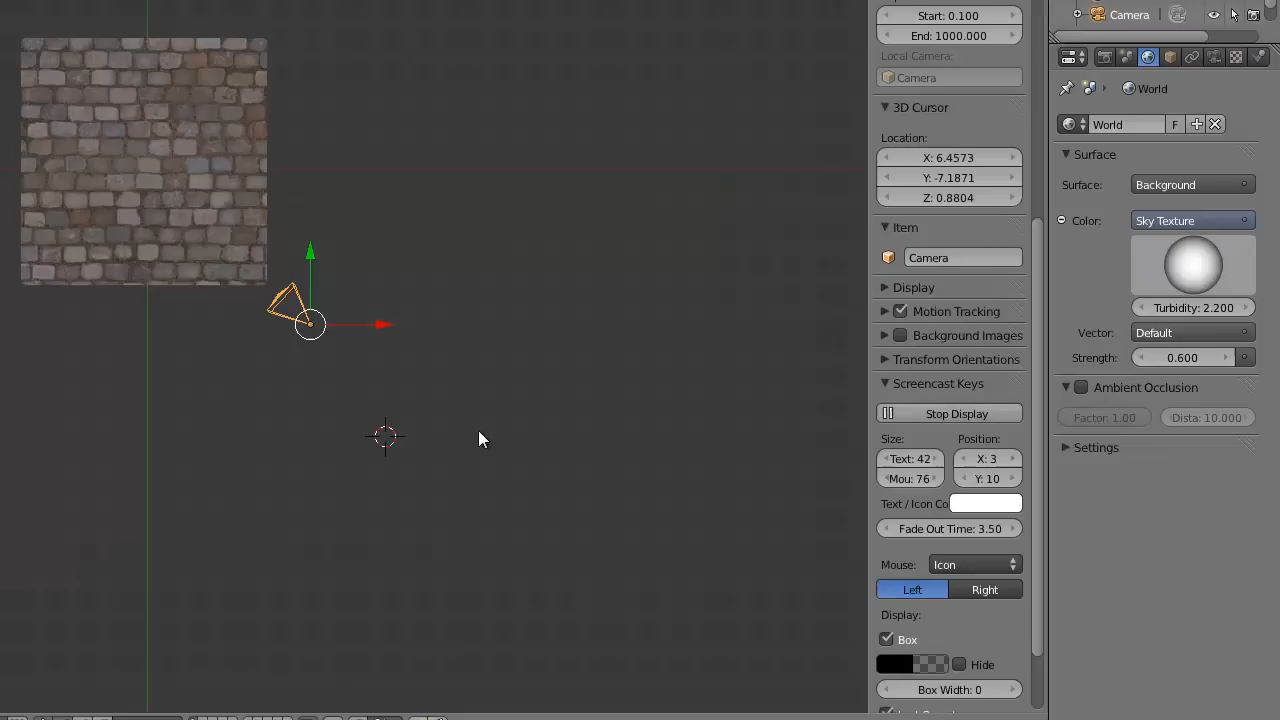 Start: 0.100
End: 1000.000
Local Camera:
Camera
3D Cursor
Location:
X: 6.4573
Y: -7.1871
Z: 0.8804
Item
Camera
Display
Motion Tracking
Background Images
Transform Orientations
Screencast Keys
Stop Display
Size:
Position:
Text: 42
X: 3
Mou: 76
Y: 10
Text / Icon Co
Fade Out Time: 3.50
Mouse:
Icon
Left
Right
Display:
Box
Hide
Box Width: 0
Camera
World
World
F
Surface
Surface:
Background
Color:
Sky Texture
Turbidity: 2.200
Vector:
Default
Strength:
0.600
Ambient Occlusion
Factor: 1.00
Dista: 10.000
Settings